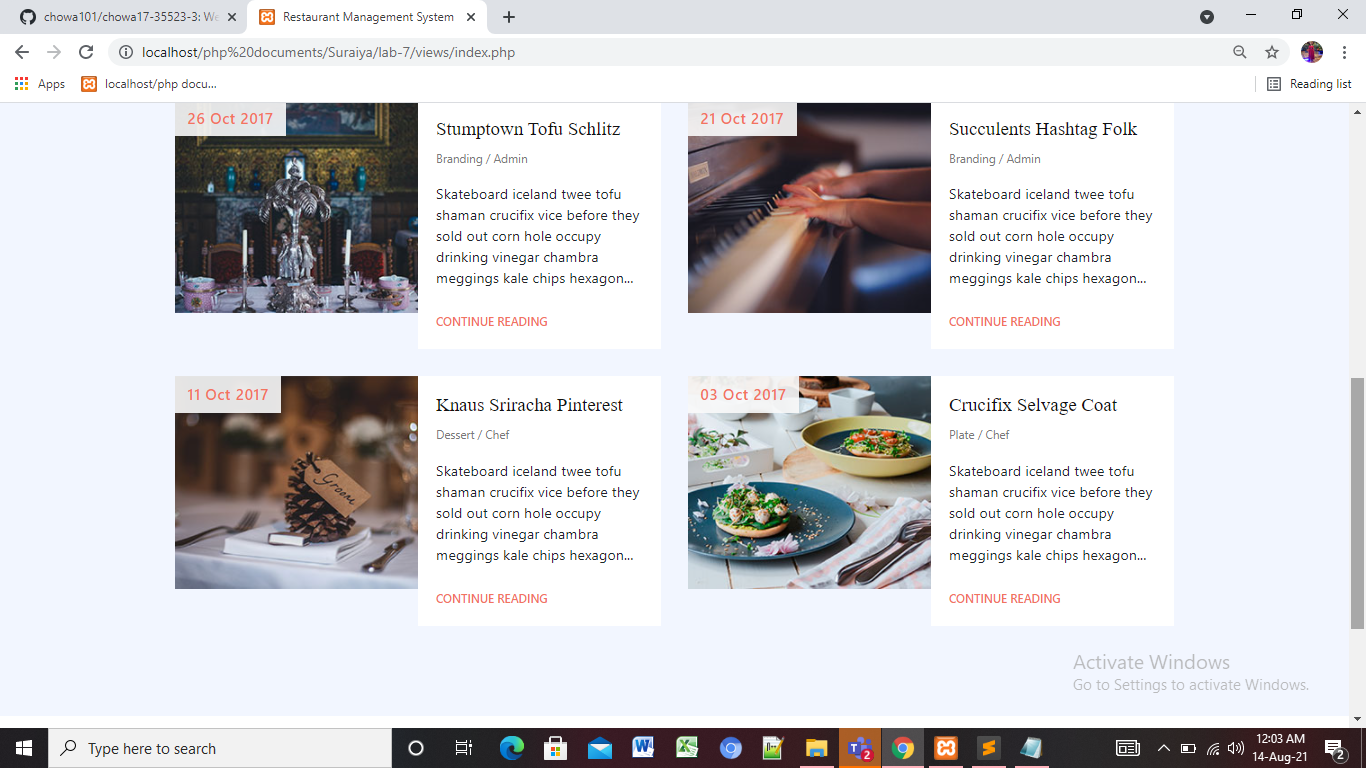 chowa101/chowa17-35523-3: We
Restaurant Management System
localhost/php%20documents/Suraiya/lab-7/views/index.php
Apps
localhost/php docu...
Reading list
26 Oct 2017
Stumptown Tofu Schlitz
Branding / Admin
Skateboard iceland twee tofu
shaman crucifix vice before they
sold out corn hole occupy
drinking vinegar chambra
meggings kale chips hexagon...
CONTINUE READING
21 Oct 2017
Succulents Hashtag Folk
Branding / Admin
Skateboard iceland twee tofu
shaman crucifix vice before they
sold out corn hole occupy
drinking vinegar chambra
meggings kale chips hexagon...
CONTINUE READING
11 Oct 2017
Groom
Knaus Sriracha Pinterest
Dessert / Chef
Skateboard iceland twee tofu
shaman crucifix vice before they
sold out corn hole occupy
drinking vinegar chambra
meggings kale chips hexagon...
CONTINUE READING
03 Oct 2017
Crucifix Selvage Coat
Plate / Chef
Skateboard iceland twee tofu
shaman crucifix vice before they
sold out corn hole occupy
drinking vinegar chambra
meggings kale chips hexagon...
CONTINUE READING
Activate Windows
Go to Settings to activate Windows.
Type here to search
2
12:03 AM
14-Aug-21
2